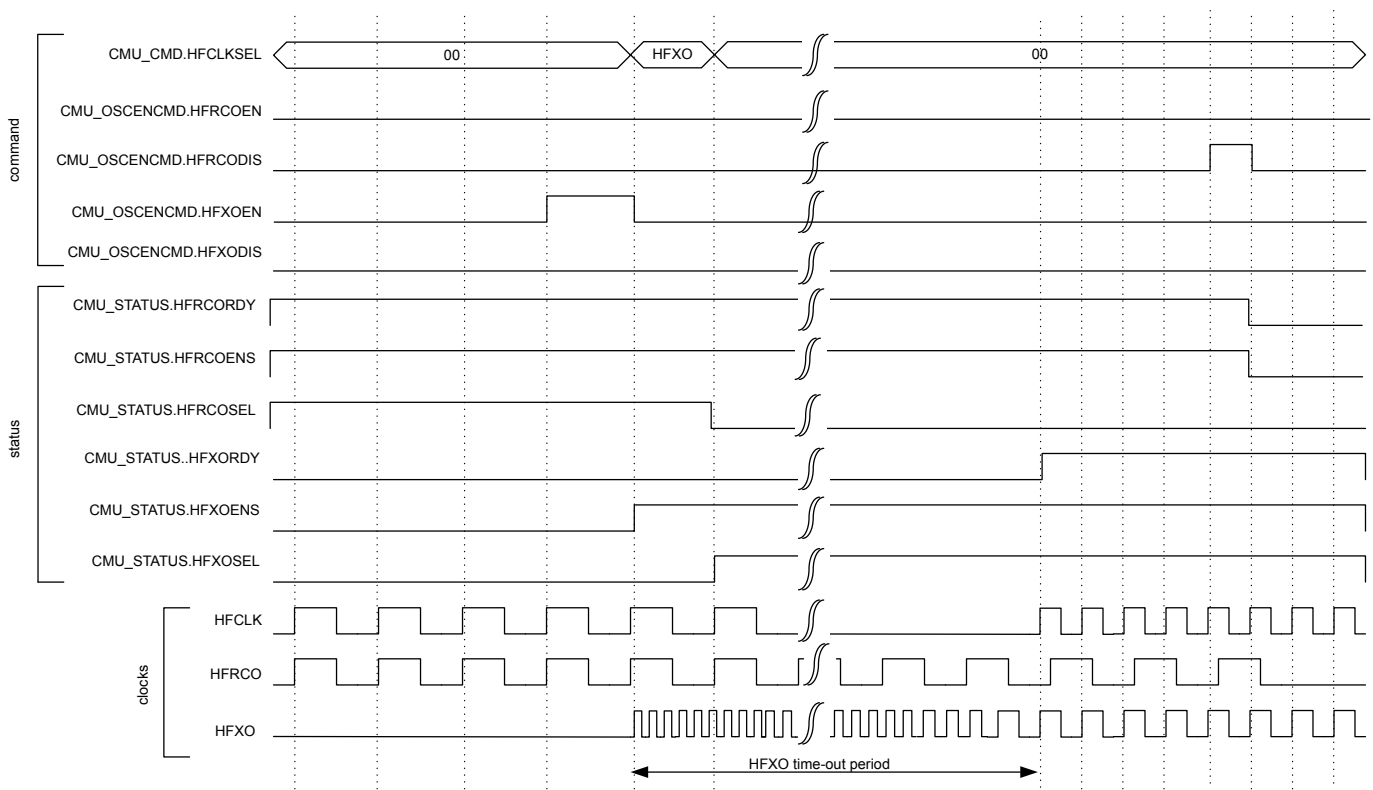 CMU_CMD.HFCLKSEL 00 HFXO 00
CMU_OSCENCMD.HFRCOEN
command
CMU_OSCENCMD.HFRCODIS
CMU_OSCENCMD.HFXOEN
CMU_OSCENCMD.HFXODIS
CMU_STATUS.HFRCORDY
CMU_STATUS.HFRCOENS
status
CMU_STATUS.HFRCOSEL
CMU_STATUS..HFXORDY
CMU_STATUS.HFXOENS
CMU_STATUS.HFXOSEL
HFCLK
clocks
HFRCO
HFXO
HFXO time-out period